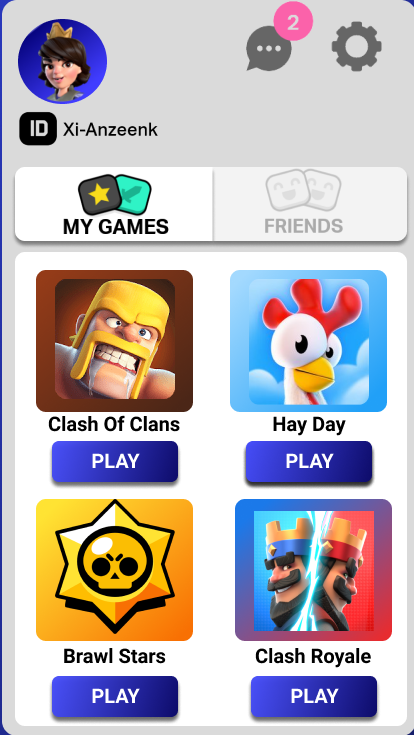 2
ID Xi-Anzeenk
MY GAMES FRIENDS
Clash Of Clans Hay Day
PLAY PLAY
Brawl Stars Clash Royale
PLAY PLAY